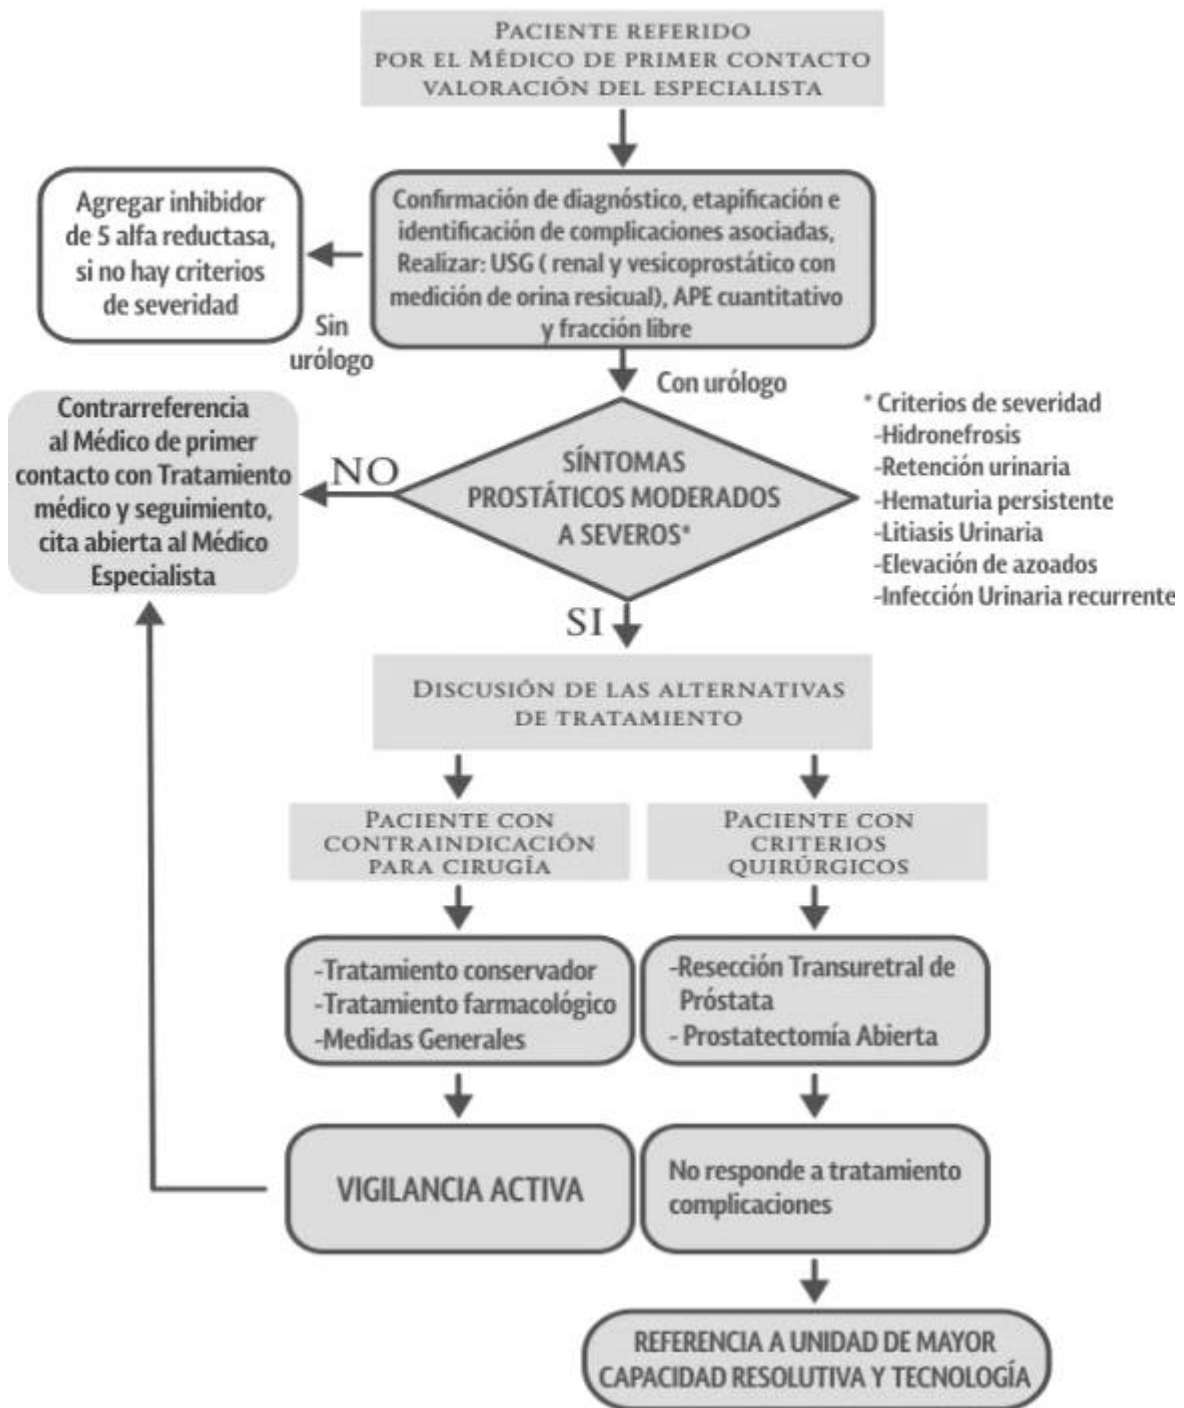 PACIENTE REFERIDO
POR EL MÉDICO DE PRIMER CONTACTO
VALORACIÓN DEL ESPECIALISTA
Agregar inhibidor
de 5 alfa reductasa,
si no hay criterios
de severidad
Confirmación de diagnóstico, etapificación e
identificación de complicaciones asociadas,
Realizar: USG ( renal y vesicoprostático con
medición de orina resicual), APE cuantitativo
y fracción libre
Sin
urólogo
Con urólogo
Contrarreferencia
al Médico de primer
contacto con Tratamiento
médico y seguimiento,
cita abierta al Médico
Especialista
NO
SÍNTOMAS
PROSTÁTICOS MODERADOS
A SEVEROS*
* Criterios de severidad
-Hidronefrosis
-Retención urinaria
-Hematuria persistente
-Litiasis Urinaria
-Elevación de azoados
-Infección Urinaria recurrente
SI
DISCUSIÓN DE LAS ALTERNATIVAS
DE TRATAMIENTO
PACIENTE CON
CONTRAINDICACIÓN
PARA CIRUGÍA
PACIENTE CON
CRITERIOS
QUIRÚRGICOS
-Tratamiento conservador
-Tratamiento farmacológico
-Medidas Generales
-Resección Transuretral de
Próstata
- Prostatectomía Abierta
VIGILANCIA ACTIVA
No responde a tratamiento
complicaciones
REFERENCIA A UNIDAD DE MAYOR
CAPACIDAD RESOLUTIVA Y TECNOLOGÍA